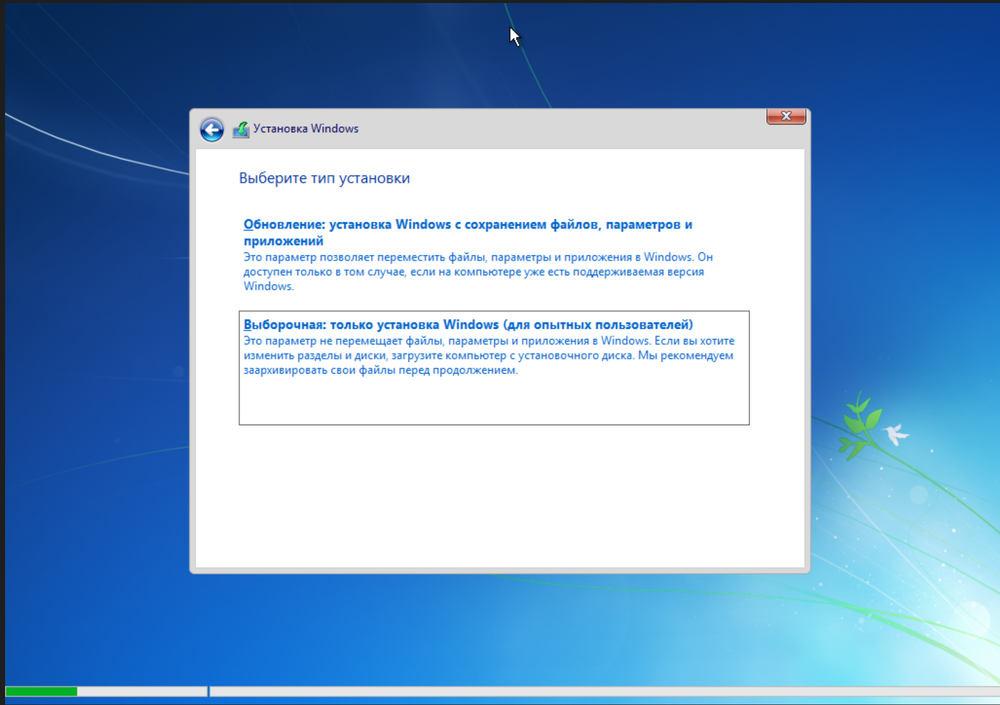 Установка Windows
Выберите тип установки
Обновление: установка Windows с сохранением файлов, параметров и
приложений
Это параметр позволяет переместить файлы, параметры и приложения в Windows. Он
доступен только в том случае, если на компьютере уже есть поддерживаемая версия
Windows.
Выборочная: только установка Windows (для опытных пользователей)
Это параметр не перемещает файлы, параметры и приложения в Windows. Если вы хотите
изменить разделы и диски, загрузите компьютер с установочного диска. Мы рекомендуем
заархивировать свои файлы перед продолжением.